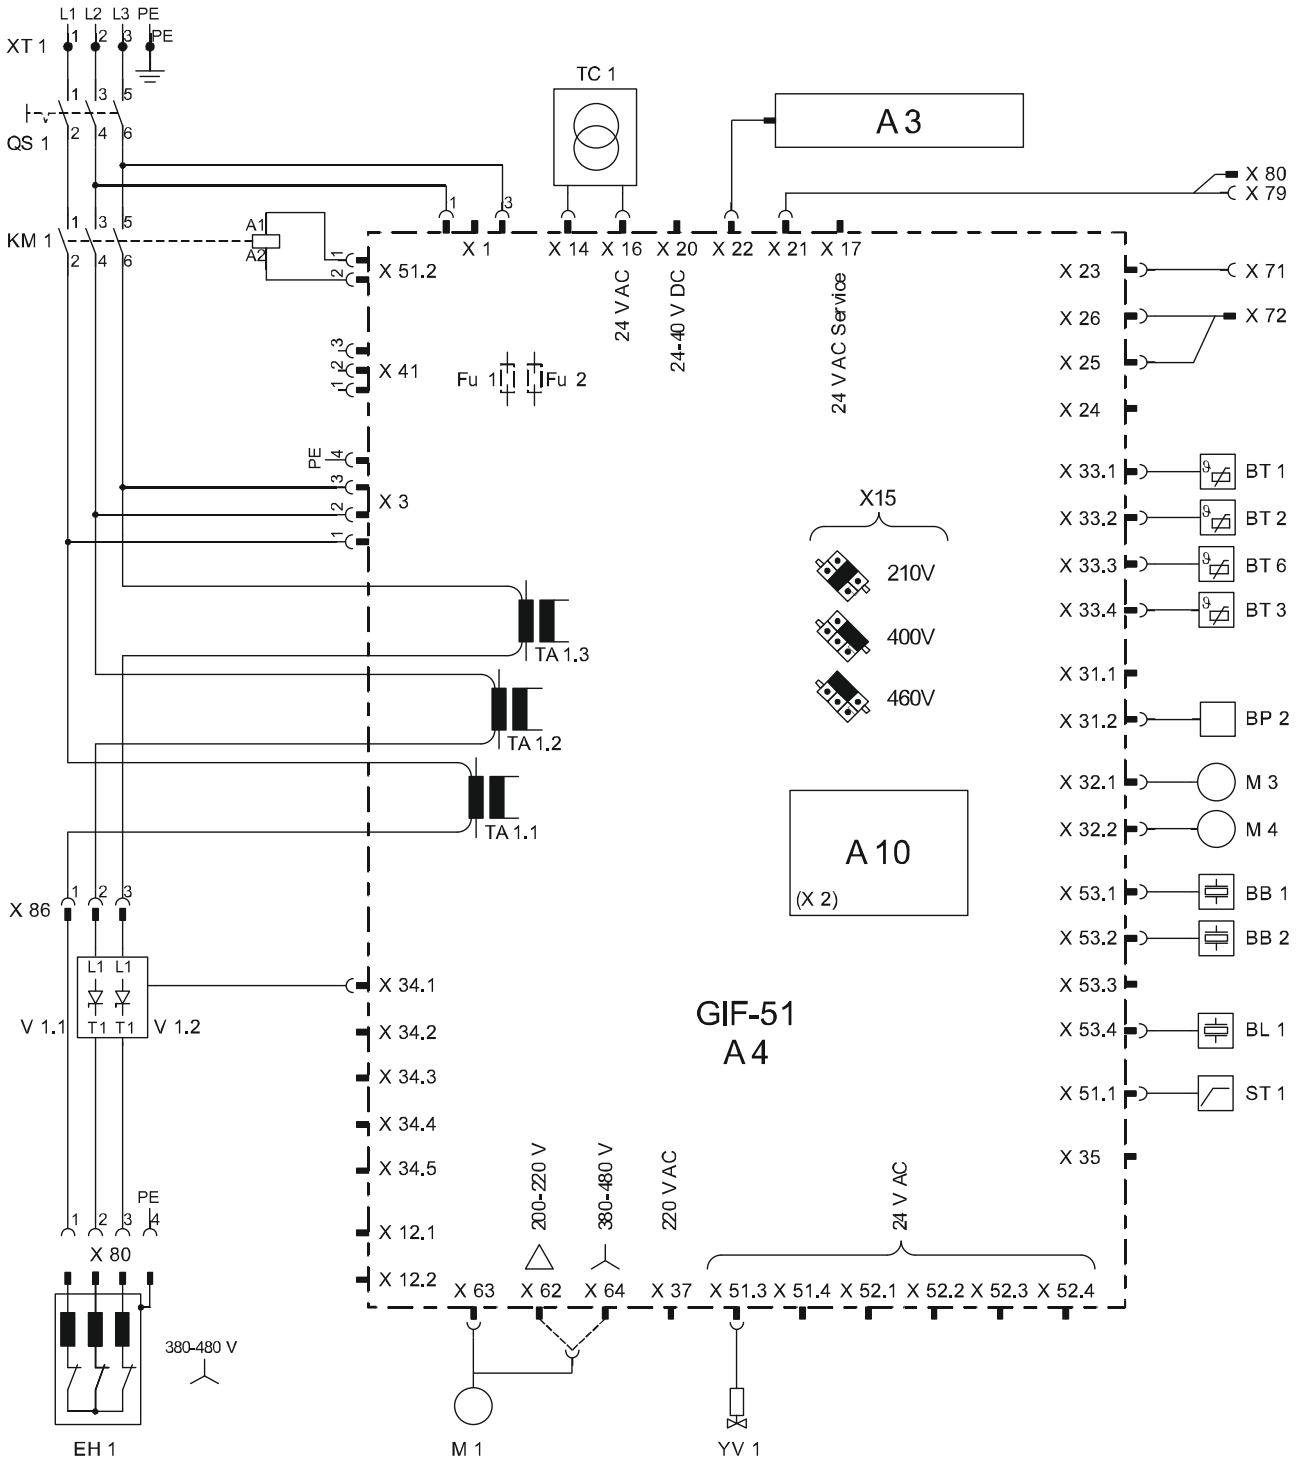 L1 L2 L3 PE
XT 1 1 2 3 PE
1 3 5
QS 1 2 4 6
TC 1
A 3
1 3
X 80
X 79
1 3 5 A1
KM 1 A2
2 4 6
1
2
X 51.2
X 1 X 14 X 16 X 20 X 22 X 21 X 17
24 V AC
24-40 V DC
24 V AC Service
X 23 X 71
X 26 X 72
X 25
X 24
3
2
1
X 41
Fu 1 Fu 2
PE 4
3
2
1
X 3
X 33.1 BT 1
X 33.2 BT 2
X 33.3 BT 6
X 33.4 BT 3
ϑ
ϑ
ϑ
ϑ
X15
210V
400V
460V
TA 1.3
TA 1.2
TA 1.1
X 31.1
X 31.2 BP 2
X 32.1 M 3
X 32.2 M 4
A 10
(X 2)
X 53.1 BB 1
X 53.2 BB 2
X 53.3
X 53.4 BL 1
X 51.1 ST 1
X 35
1 2 3
X 86
L1 L1
V 1.1 T1 T1 V 1.2
X 34.1
X 34.2
X 34.3
X 34.4
X 34.5
X 12.1
X 12.2
GIF-51
A 4
PE
1 2 3 4
X 80
200-220 V
380-480 V
220 V AC
24 V AC
X 63 X 62 X 64 X 37 X 51.3 X 51.4 X 52.1 X 52.2 X 52.3 X 52.4
380-480 V
EH 1 M 1 YV 1